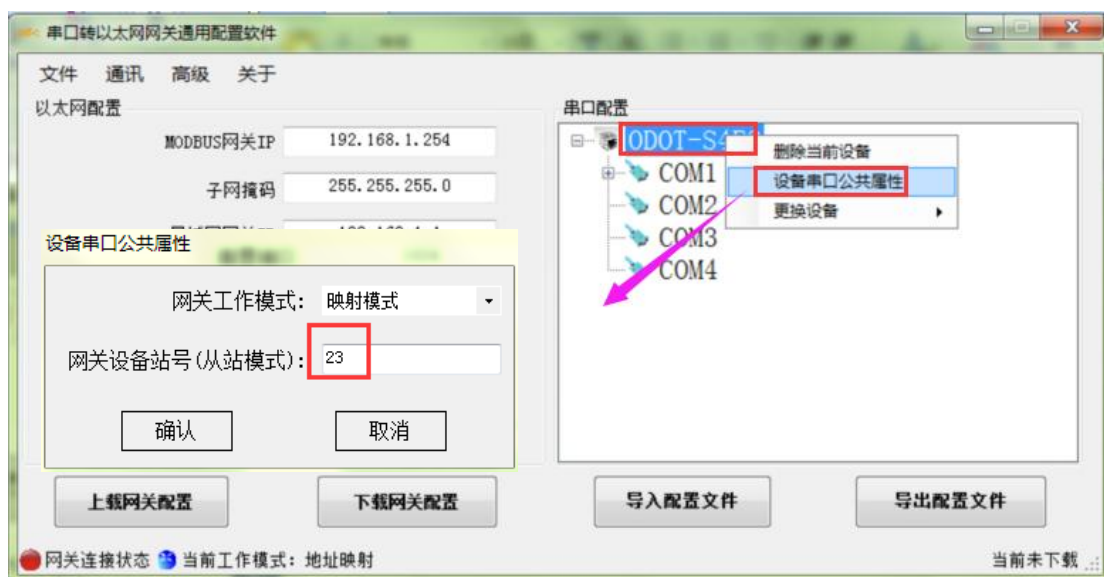 串口转以太网网关通用配置软件
文件 通讯 高级 关于
以太网配置
MODBUS网关IP 192.168.1.254
子网掩码 255.255.255.0
设备串口公共属性
网关工作模式: 映射模式
网关设备站号(从站模式): 23
确认 取消
串口配置
COM1
COM2
COM3
COM4
删除当前设备
设备串口公共属性
更换设备
上载网关配置 下载网关配置 导入配置文件 导出配置文件
网关连接状态 当前工作模式: 地址映射 当前未下载